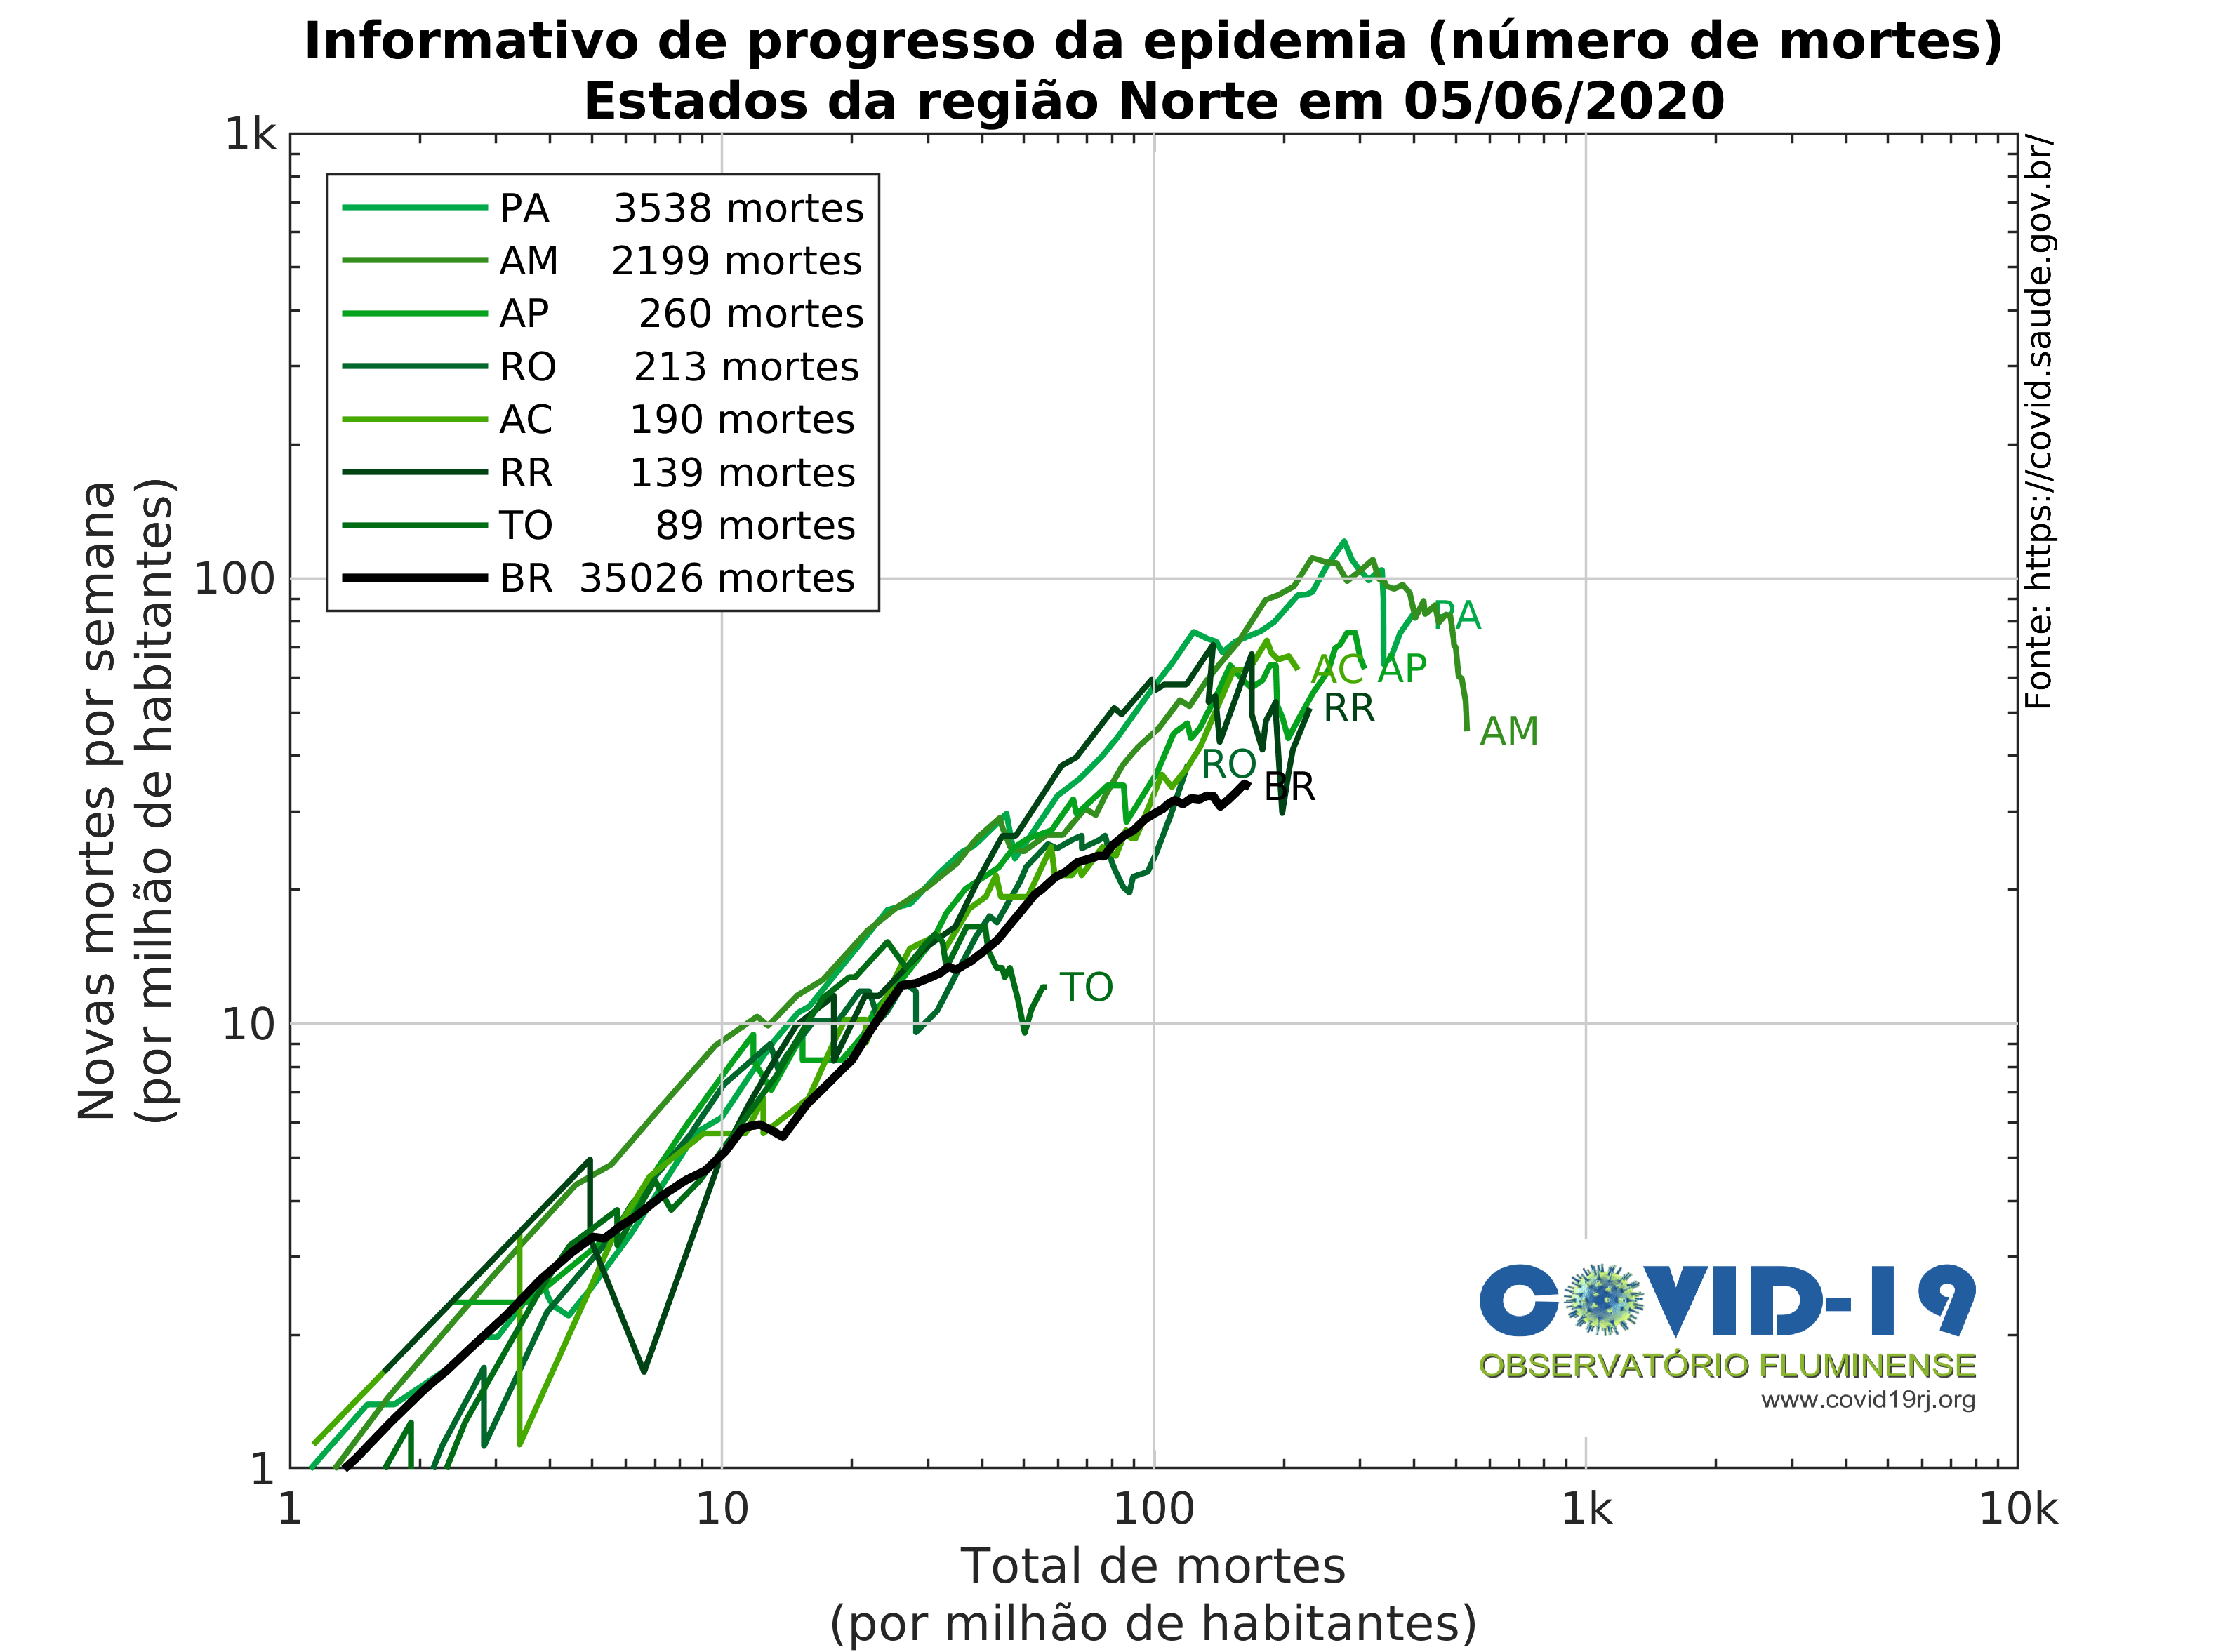 Informativo de progresso da epidemia (número de mortes)
Estados da região Norte em 05/06/2020
1k
100
10
1
Novas mortes por semana
(por milhão de habitantes)
PA 3538 mortes
AM 2199 mortes
AP 260 mortes
RO 213 mortes
AC 190 mortes
RR 139 mortes
TO 89 mortes
BR 35026 mortes
PA
AC AP
RR
AM
RO
BR
TO
Fonte: https://covid.saude.gov.br/
COVID-19
OBSERVATÓRIO FLUMINENSE
www.covid19rj.org
1 10 100 1k 10k
Total de mortes
(por milhão de habitantes)